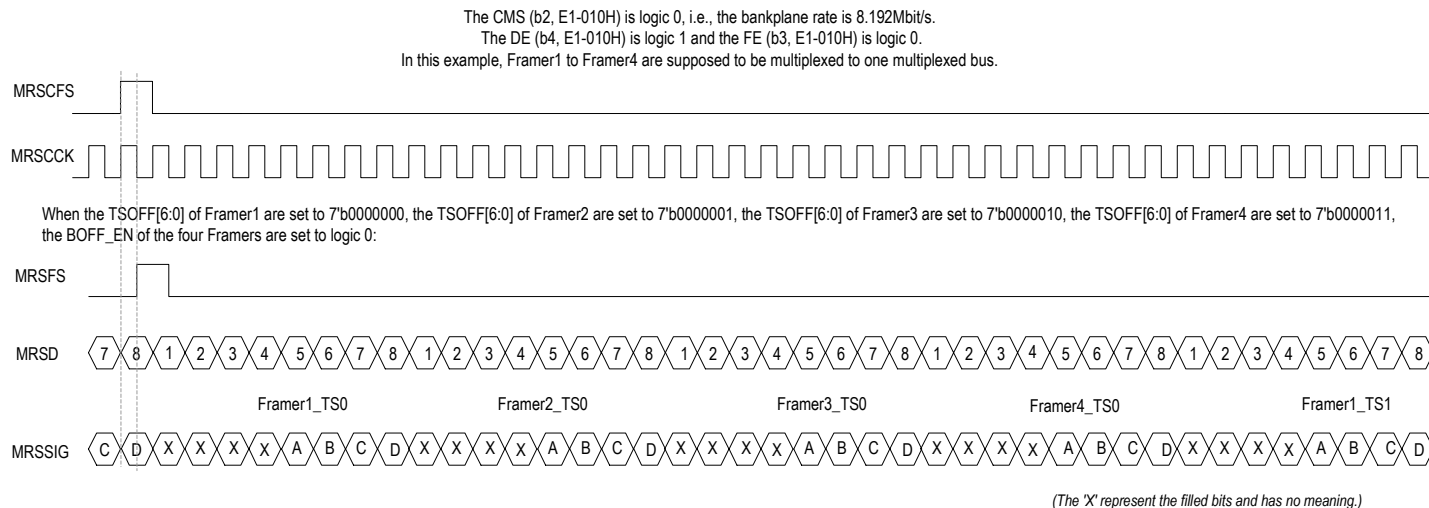 The CMS (b2, E1-010H) is logic 0, i.e., the bankplane rate is 8.192Mbit/s.
The DE (b4, E1-010H) is logic 1 and the FE (b3, E1-010H) is logic 0.
In this example, Framer1 to Framer4 are supposed to be multiplexed to one multiplexed bus.
MRSCFS
MRSCCK
When the TSOFF[6:0] of Framer1 are set to 7'b0000000, the TSOFF[6:0] of Framer2 are set to 7'b0000001, the TSOFF[6:0] of Framer3 are set to 7'b0000010, the TSOFF[6:0] of Framer4 are set to 7'b0000011,
the BOFF_EN of the four Framers are set to logic 0:
MRSFS
MRSD 7 8 1 2 3 4 5 6 7 8 1 2 3 4 5 6 7 8 1 2 3 4 5 6 7 8 1 2 3 4 5 6 7 8 1 2 3 4 5 6 7 8
Framer1_TS0 Framer2_TS0 Framer3_TS0 Framer4_TS0 Framer1_TS1
MRSSIG C D X X X X A B C D X X X X A B C D X X X X A B C D X X X X A B C D X X X X A B C D
(The 'X' represent the filled bits and has no meaning.)